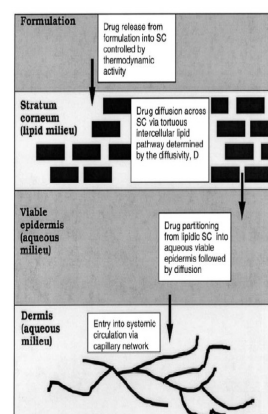 Formulation
Drug release from
formulation into SC
controlled by
thermodynamic
activity
Stratum
corneum
(lipid milieu)
Drug diffusion across
SC via tortuous
intercellular lipid
pathway determined
by the diffusivity, D
Viable
epidermis
(aqueous
milieu)
Drug partitioning
from lipidic SC into
aqueous viable
epidermis followed
by diffusion
Dermis
(aqueous
milieu)
Entry into systemic
circulation via
capillary network